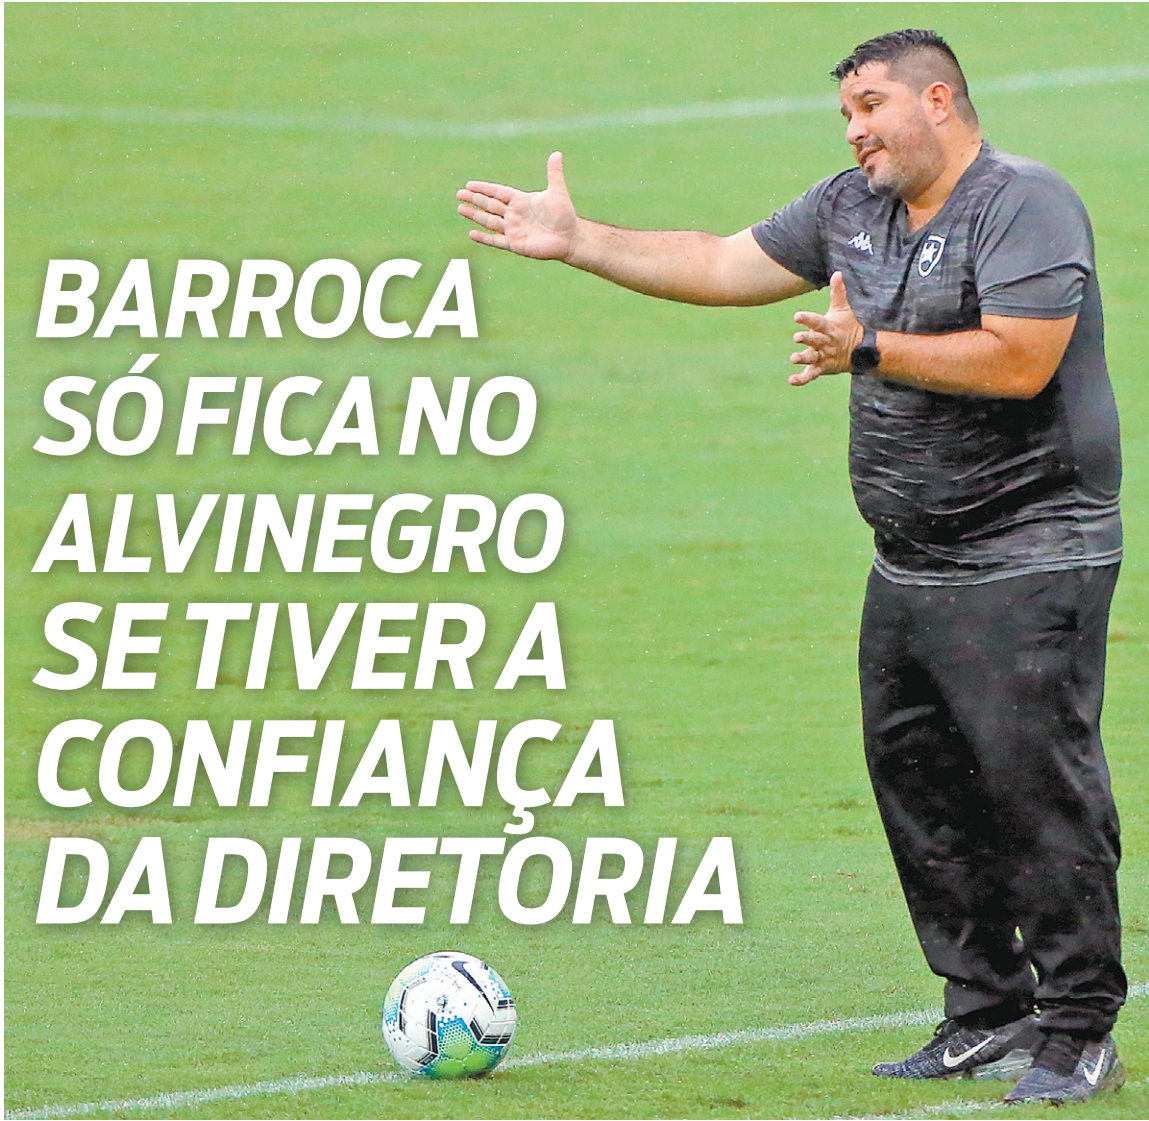 BARROCA
SÓ FICA NO
ALVINEGRO
SE TIVER A
CONFIANÇA
DA DIRETORIA